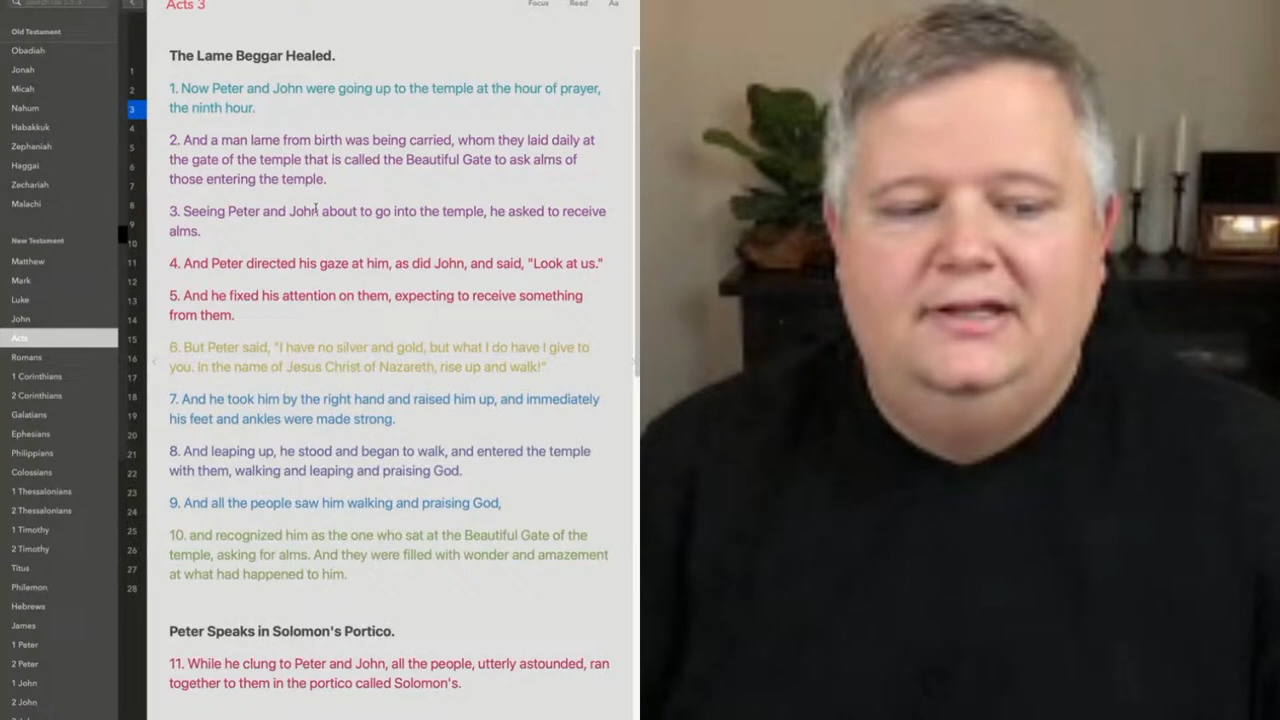 Acts 3
Focus
Read
Aa
Old Testament
Obadiah
Jonah
Micah
Nahum
Habakkuk
Zephaniah
Haggai
Zechariah
Malachi
New Testament
Matthew
Mark
Luke
John
Acts
Romans
1 Corinthians
2 Corinthians
Galatians
Ephesians
Philippians
Colossians
1 Thessalonians
2 Thessalonians
1 Timothy
2 Timothy
Titus
Philemon
Hebrews
James
1 Peter
2 Peter
1 John
2 John
1
2
3
4
5
6
7
8
9
10
11
12
13
14
15
16
17
18
19
20
21
22
23
24
25
26
27
28
The Lame Beggar Healed.
1. Now Peter and John were going up to the temple at the hour of prayer,
the ninth hour.
2. And a man lame from birth was being carried, whom they laid daily at
the gate of the temple that is called the Beautiful Gate to ask alms of
those entering the temple.
3. Seeing Peter and John about to go into the temple, he asked to receive
alms.
4. And Peter directed his gaze at him, as did John, and said, "Look at us."
5. And he fixed his attention on them, expecting to receive something
from them.
6. But Peter said, "I have no silver and gold, but what I do have I give to
you. In the name of Jesus Christ of Nazareth, rise up and walk!"
7. And he took him by the right hand and raised him up, and immediately
his feet and ankles were made strong.
8. And leaping up, he stood and began to walk, and entered the temple
with them, walking and leaping and praising God.
9. And all the people saw him walking and praising God,
10. and recognized him as the one who sat at the Beautiful Gate of the
temple, asking for alms. And they were filled with wonder and amazement
at what had happened to him.
Peter Speaks in Solomon's Portico.
11. While he clung to Peter and John, all the people, utterly astounded, ran
together to them in the portico called Solomon's.